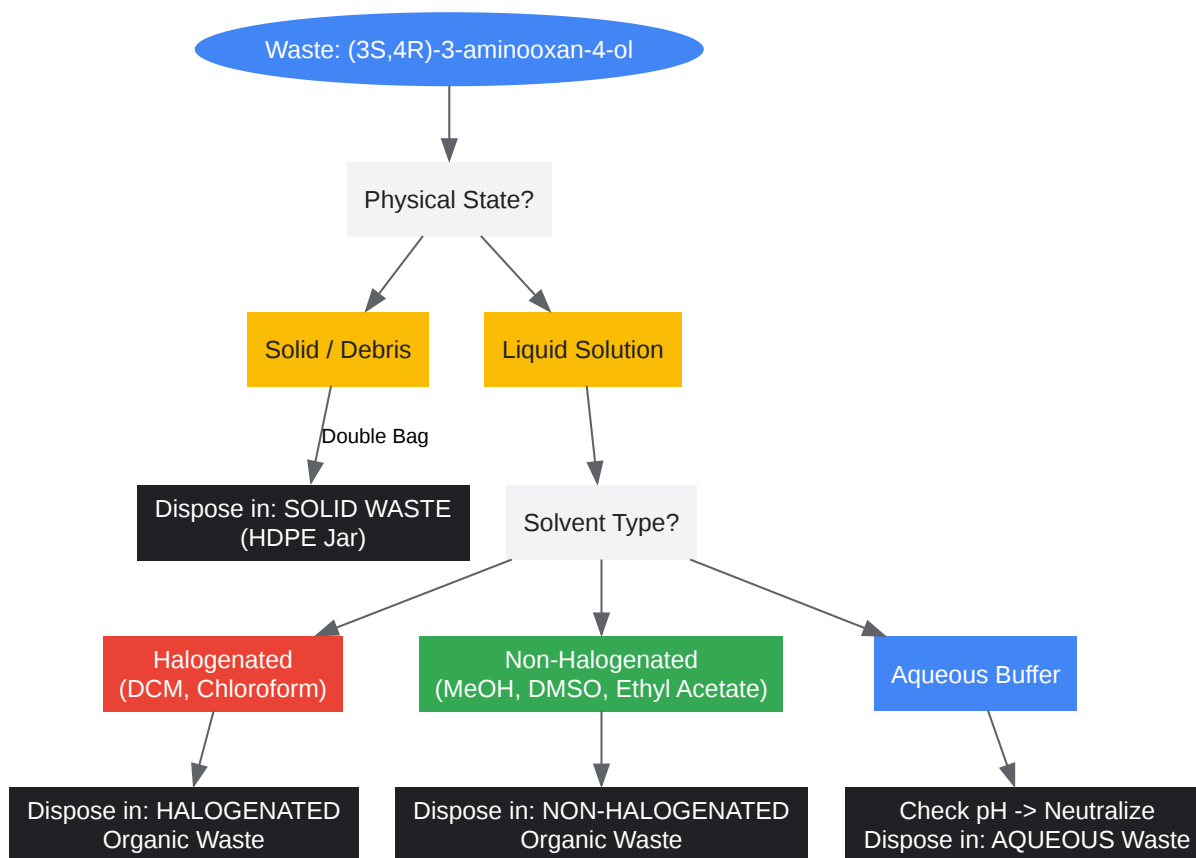 Waste: (3S,4R)-3-aminooxan-4-ol
Physical State?
Solid / Debris
Liquid Solution
Double Bag
Dispose in: SOLID WASTE
(HDPE Jar)
Solvent Type?
Halogenated
(DCM, Chloroform)
Non-Halogenated
(MeOH, DMSO, Ethyl Acetate)
Aqueous Buffer
Dispose in: HALOGENATED
Organic Waste
Dispose in: NON-HALOGENATED
Organic Waste
Check pH -> Neutralize
Dispose in: AQUEOUS Waste